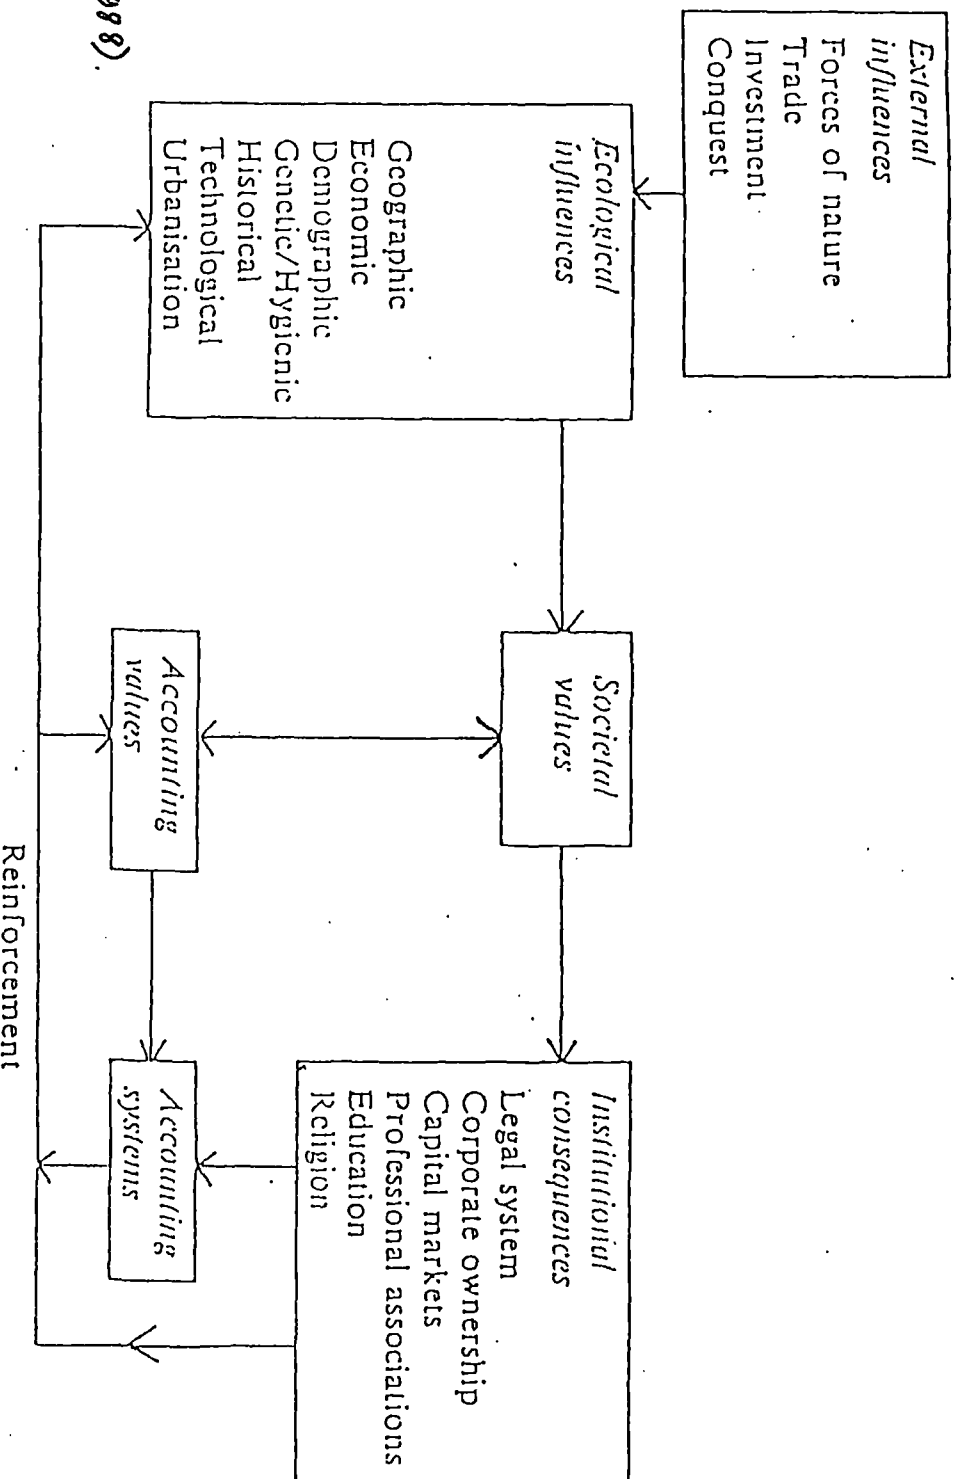 External
influences
Forces of nature
Trade
Investment
Conquest
Ecological
influences
Geographic
Economic
Demographic
Genetic/Hygienic
Historical
Technological
Urbanisation
Societal
values
Accounting
values
Institutional
consequences
Legal system
Corporate ownership
Capital markets
Professional associations
Education
Religion
Accounting
systems
Reinforcement
88).